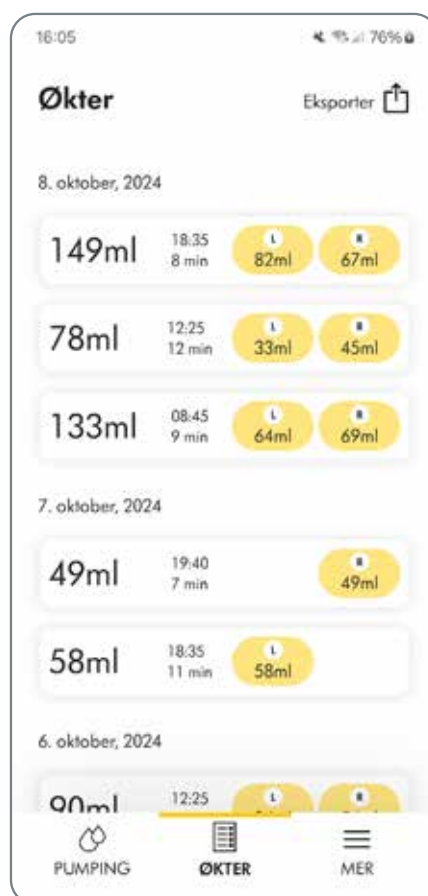 16:05 76%
Økter Eksporter
8. oktober, 2024
149ml 18:35 L R
8 min 82ml 67ml
78ml 12:25 L R
12 min 33ml 45ml
133ml 08:45 L R
9 min 64ml 69ml
7. oktober, 2024
49ml 19:40 R
7 min 49ml
58ml 18:35 L
11 min 58ml
6. oktober, 2024
90ml 12:25 L R
PUMPING ØKTER MER